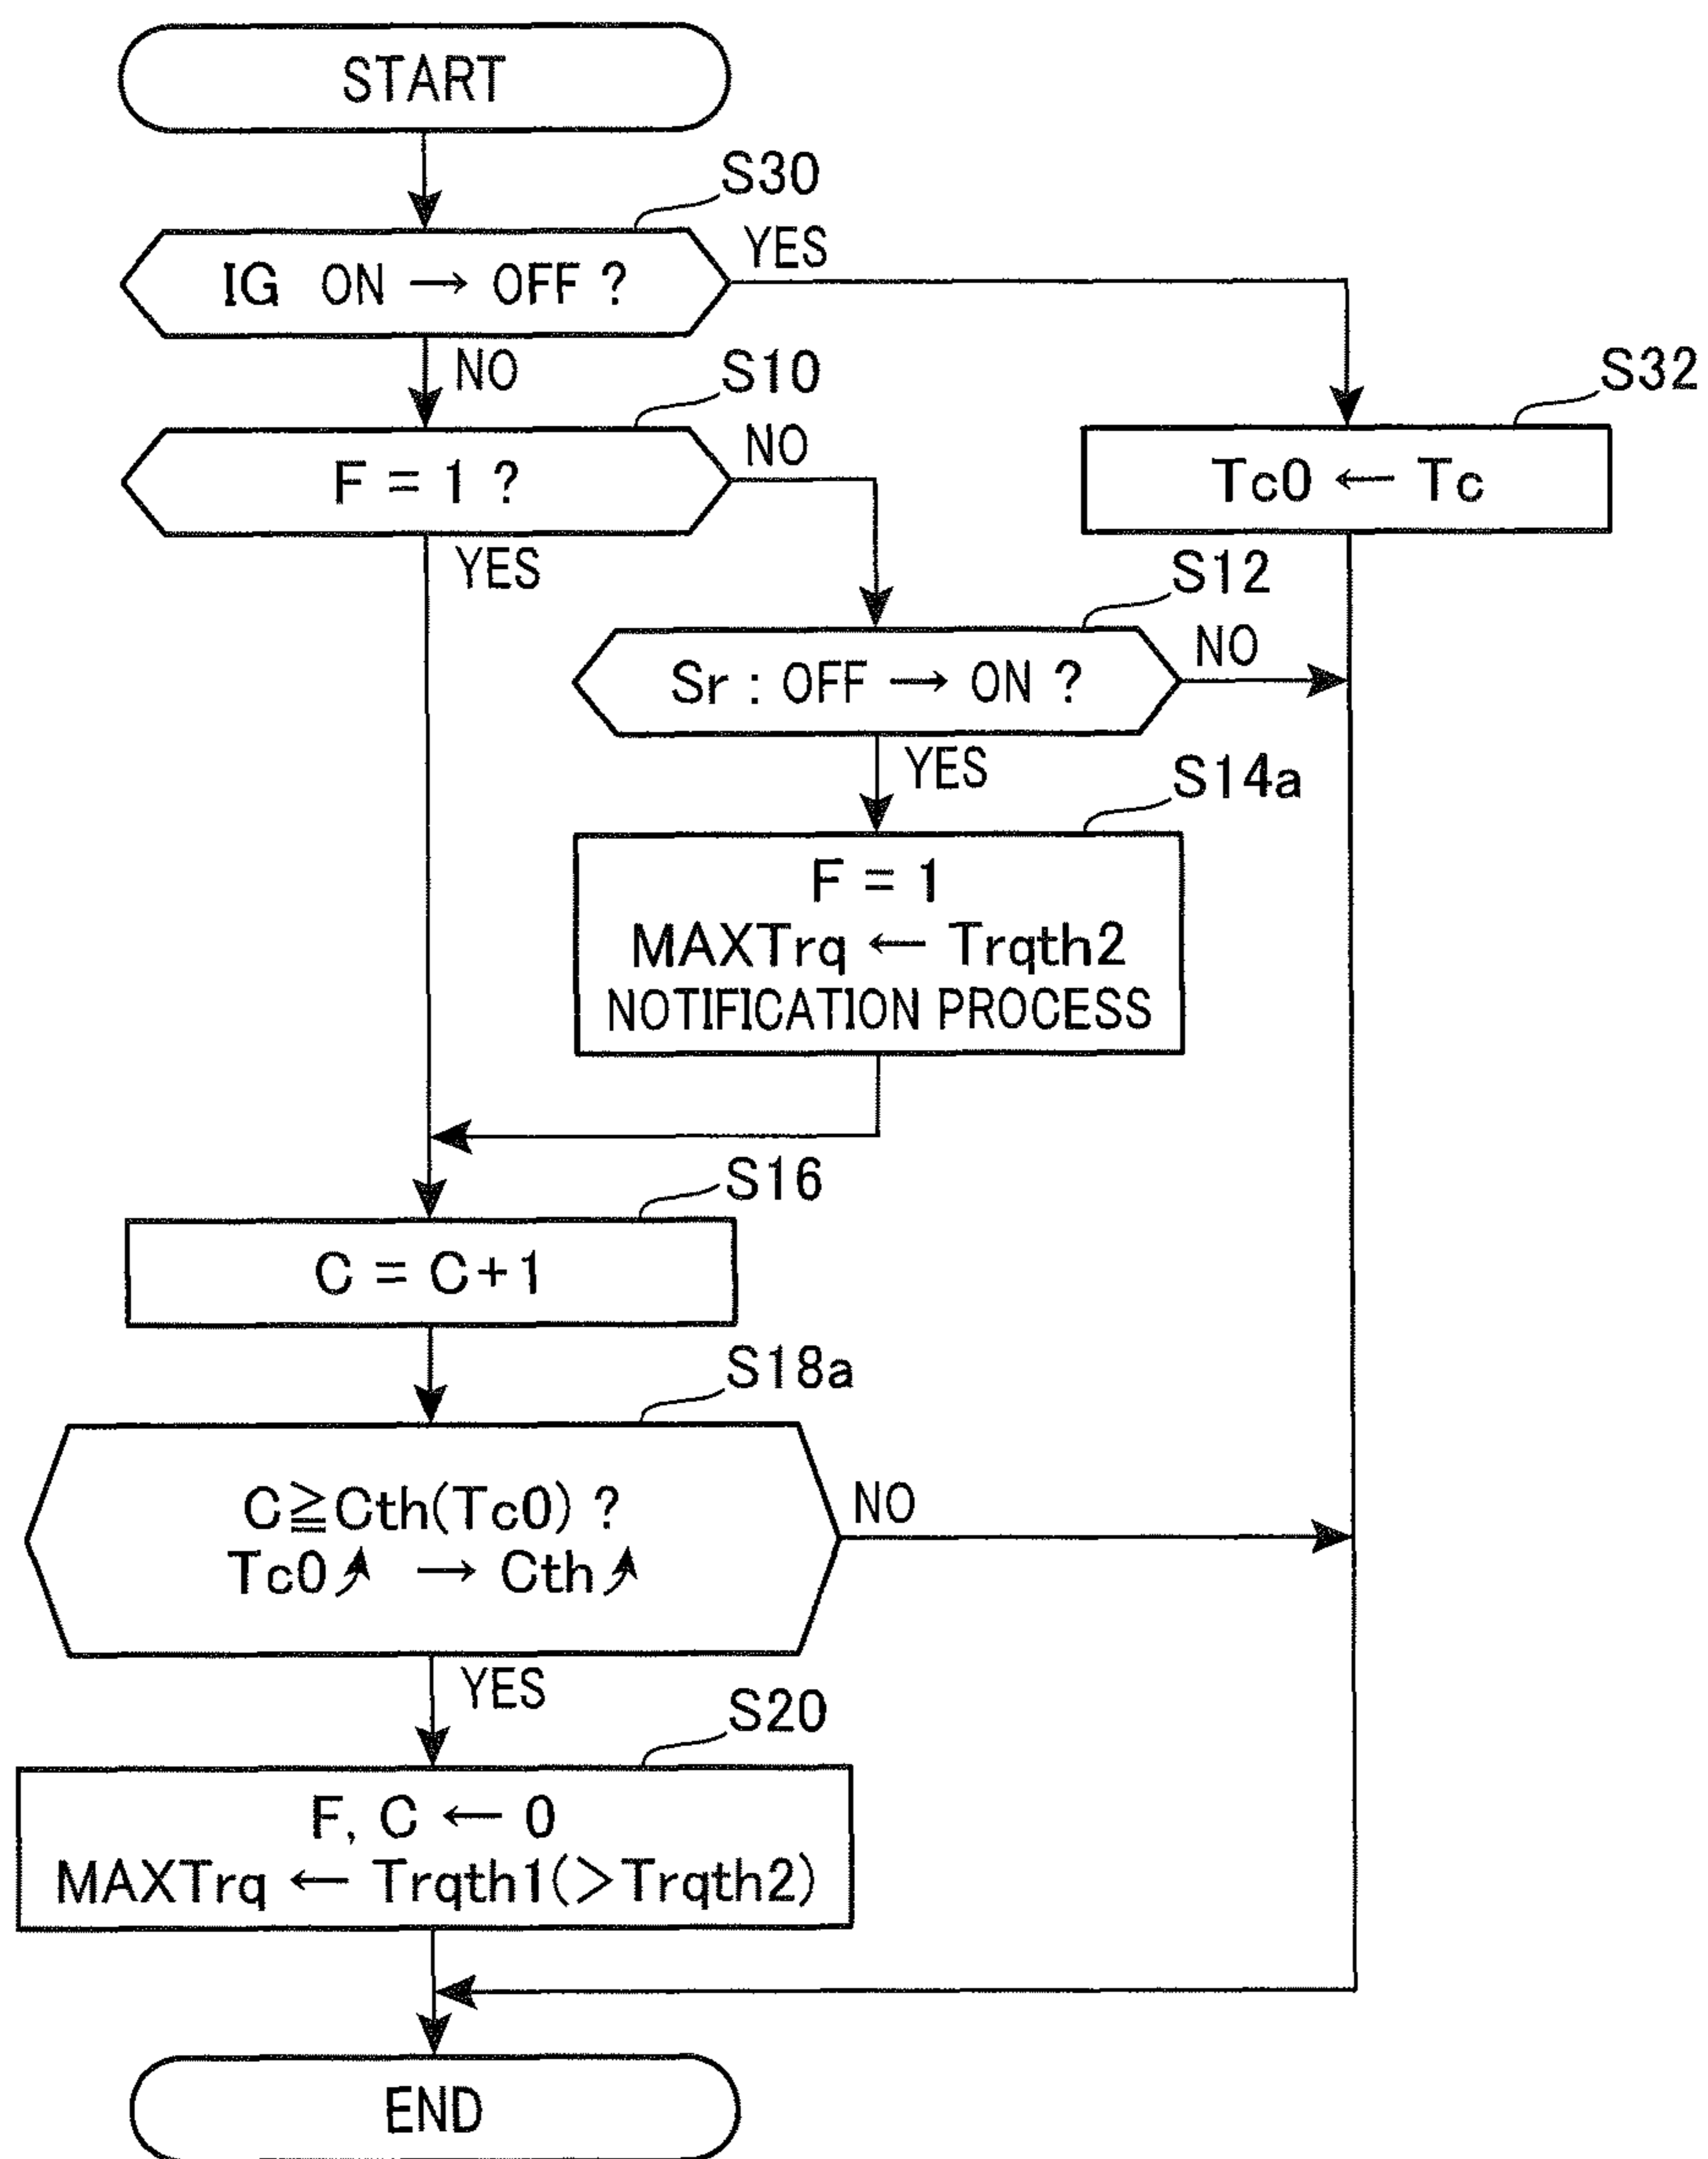 START
S30
IG ON → OFF ?
YES
NO
S10
S32
F = 1 ?
NO
Tc0 ← Tc
YES
S12
Sr : OFF → ON ?
NO
YES
S14a
F = 1
MAXTrq ← Trqth2
NOTIFICATION PROCESS
S16
C = C+1
S18a
C≧Cth(Tc0) ?
NO
Tc0↗ → Cth↗
YES
S20
F, C ← 0
MAXTrq ← Trqth1(>Trqth2)
END